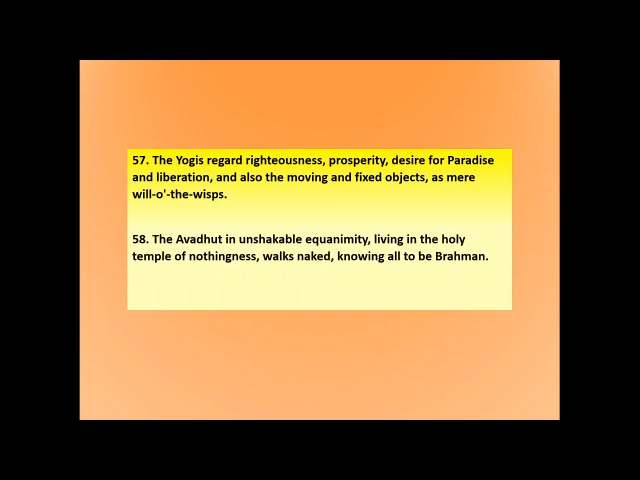 57. The Yogis regard righteousness, prosperity, desire for Paradise
and liberation, and also the moving and fixed objects, as mere
will-o'-the-wisps.
58. The Avadhut in unshakable equanimity, living in the holy
temple of nothingness, walks naked, knowing all to be Brahman.